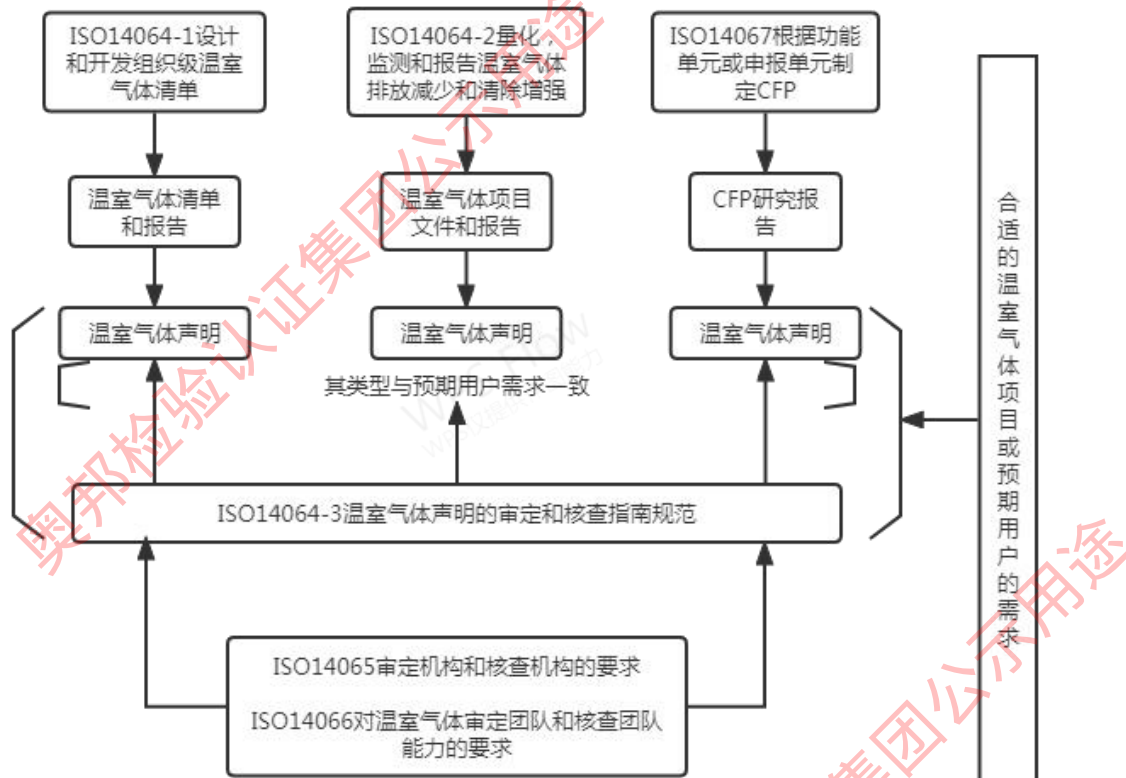 ISO14064-1设计
和开发组织级温室
气体清单
ISO14064-2量化，
监测和报告温室气体
排放减少和清除增强
ISO14067根据功能
单元或申报单元制
定CFP
温室气体清单
和报告
温室气体项目
文件和报告
CFP研究报
告
温室气体声明
温室气体声明
温室气体声明
其类型与预期用户需求一致
ISO14064-3温室气体声明的审定和核查指南规范
ISO14065审定机构和核查机构的要求
ISO14066对温室气体审定团队和核查团队
能力的要求
合适的温室气体项目或预期用户的需求
奥邦检验认证集团公示用途
集团公示用途